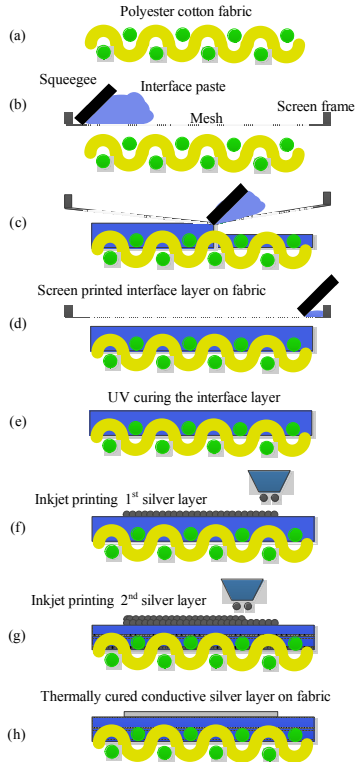 Polyester cotton fabric
(a)
Squeegee
Interface paste
(b)
Screen frame
Mesh
(c)
Screen printed interface layer on fabric
(d)
UV curing the interface layer
(e)
Inkjet printing 1st silver layer
(f)
Inkjet printing 2nd silver layer
(g)
Thermally cured conductive silver layer on fabric
(h)